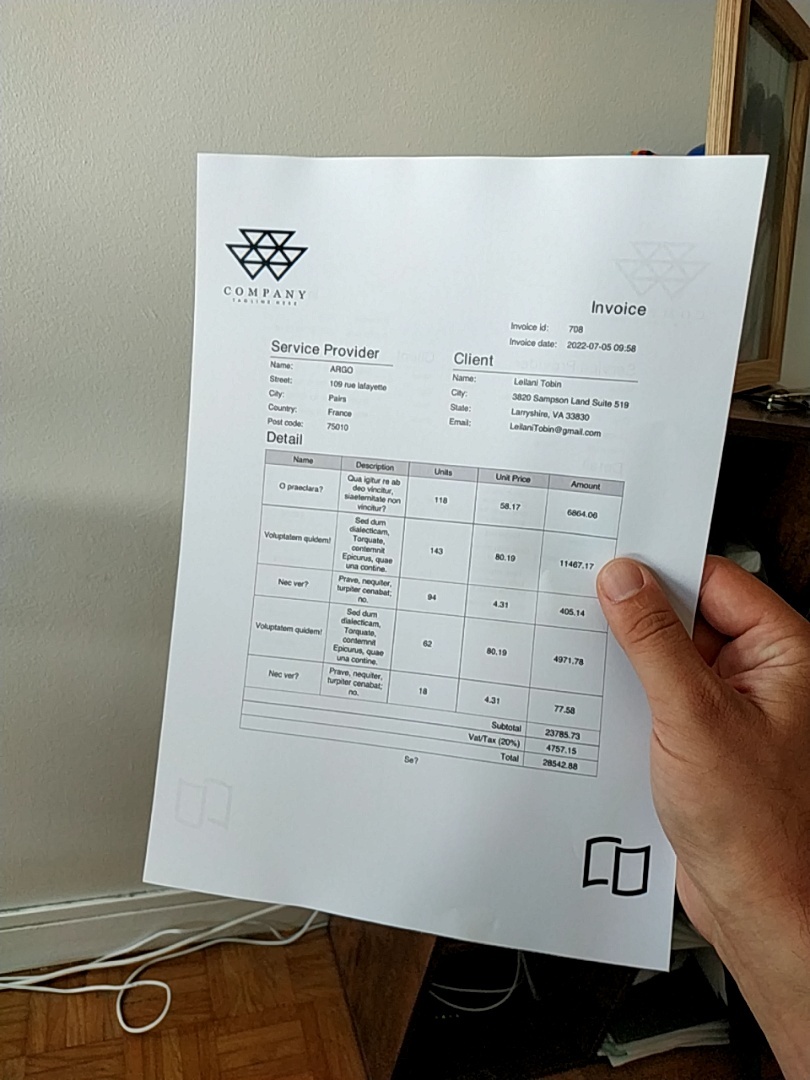 COMPANY
TAGLINE HERE
Invoice
Invoice id: 708
Invoice date: 2022-07-05 09:58
Service Provider
Name: ARGO
Street: 109 rue lafayette
City: Pairs
Country: France
Post code: 75010
Client
Name: Leilani Tobin
City: 3820 Sampson Land Suite 519
State: Larryshire, VA 33830
Email: LeilaniTobin@gmail.com
Detail
Name Description Units Unit Price Amount
O praeclara? Qua igitur re ab deo vincitur, siaeternitate non vincitur? 118 58.17 6864.06
Voluptatem quidem! Sed dum dialecticam, Torquate, contemnit Epicurus, quae una contine. 143 80.19 11467.17
Nec ver? Prave, nequiter, turpiter cenabat; no. 94 4.31 405.14
Voluptatem quidem! Sed dum dialecticam, Torquate, contemnit Epicurus, quae una contine. 62 80.19 4971.78
Nec ver? Prave, nequiter, turpiter cenabat; no. 18 4.31 77.58
Subtotal 23785.73
Vat/Tax (20%) 4757.15
Total 28542.88
Se?